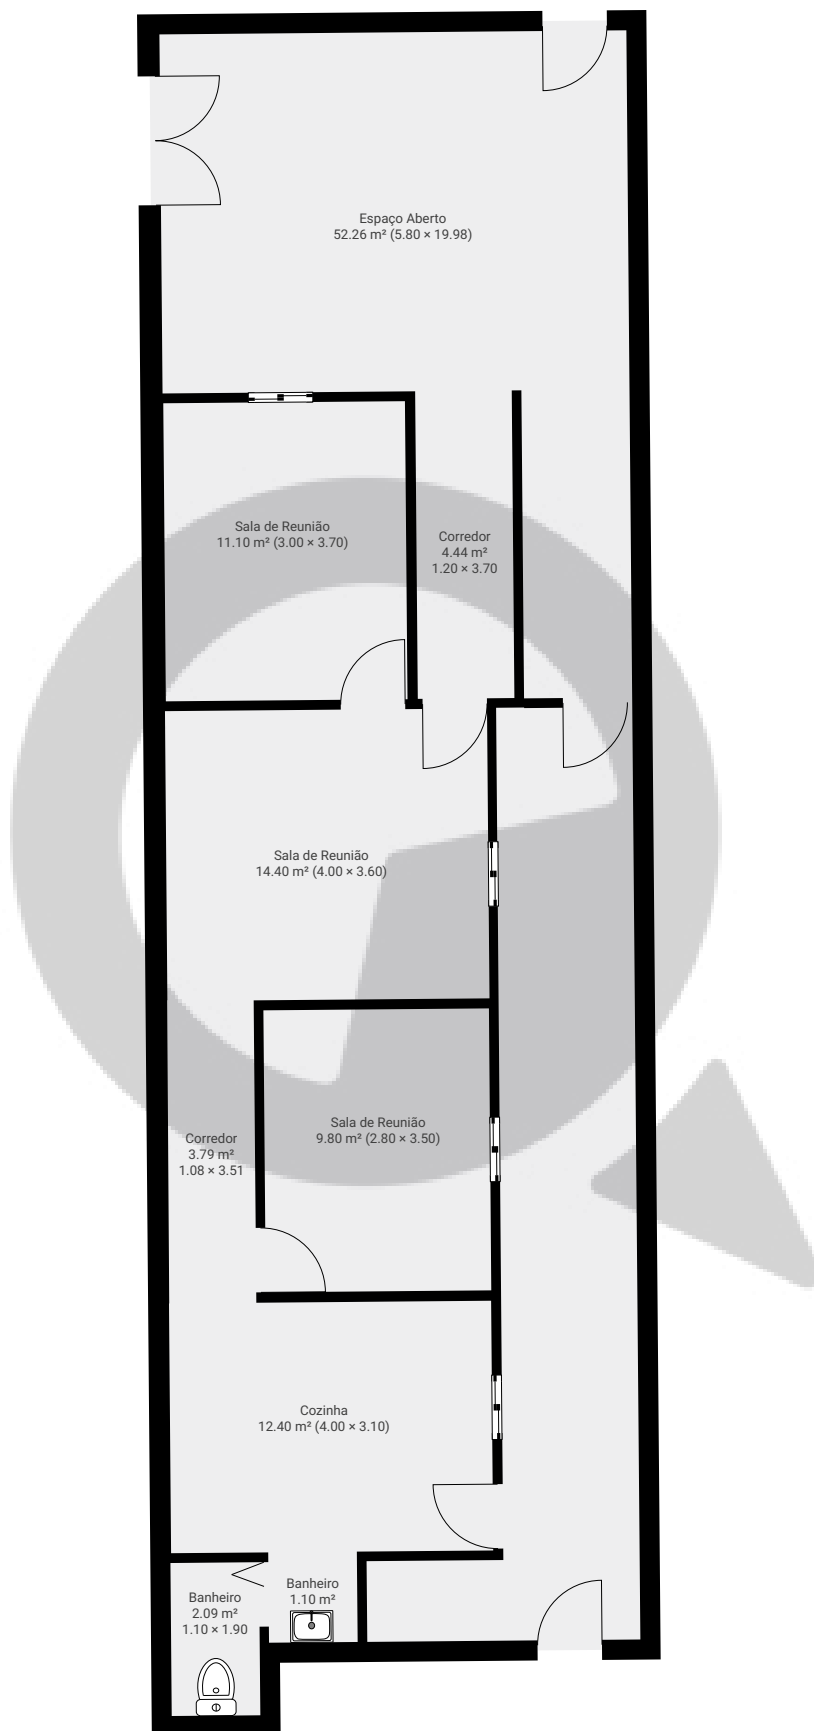 Espaço Aberto
52.26 m² (5.80 × 19.98)
Sala de Reunião
11.10 m² (3.00 × 3.70)
Corredor
4.44 m²
1.20 × 3.70
Sala de Reunião
14.40 m² (4.00 × 3.60)
Sala de Reunião
9.80 m² (2.80 × 3.50)
Corredor
3.79 m²
1.08 × 3.51
Cozinha
12.40 m² (4.00 × 3.10)
Banheiro
1.10 m²
Banheiro
2.09 m²
1.10 × 1.90